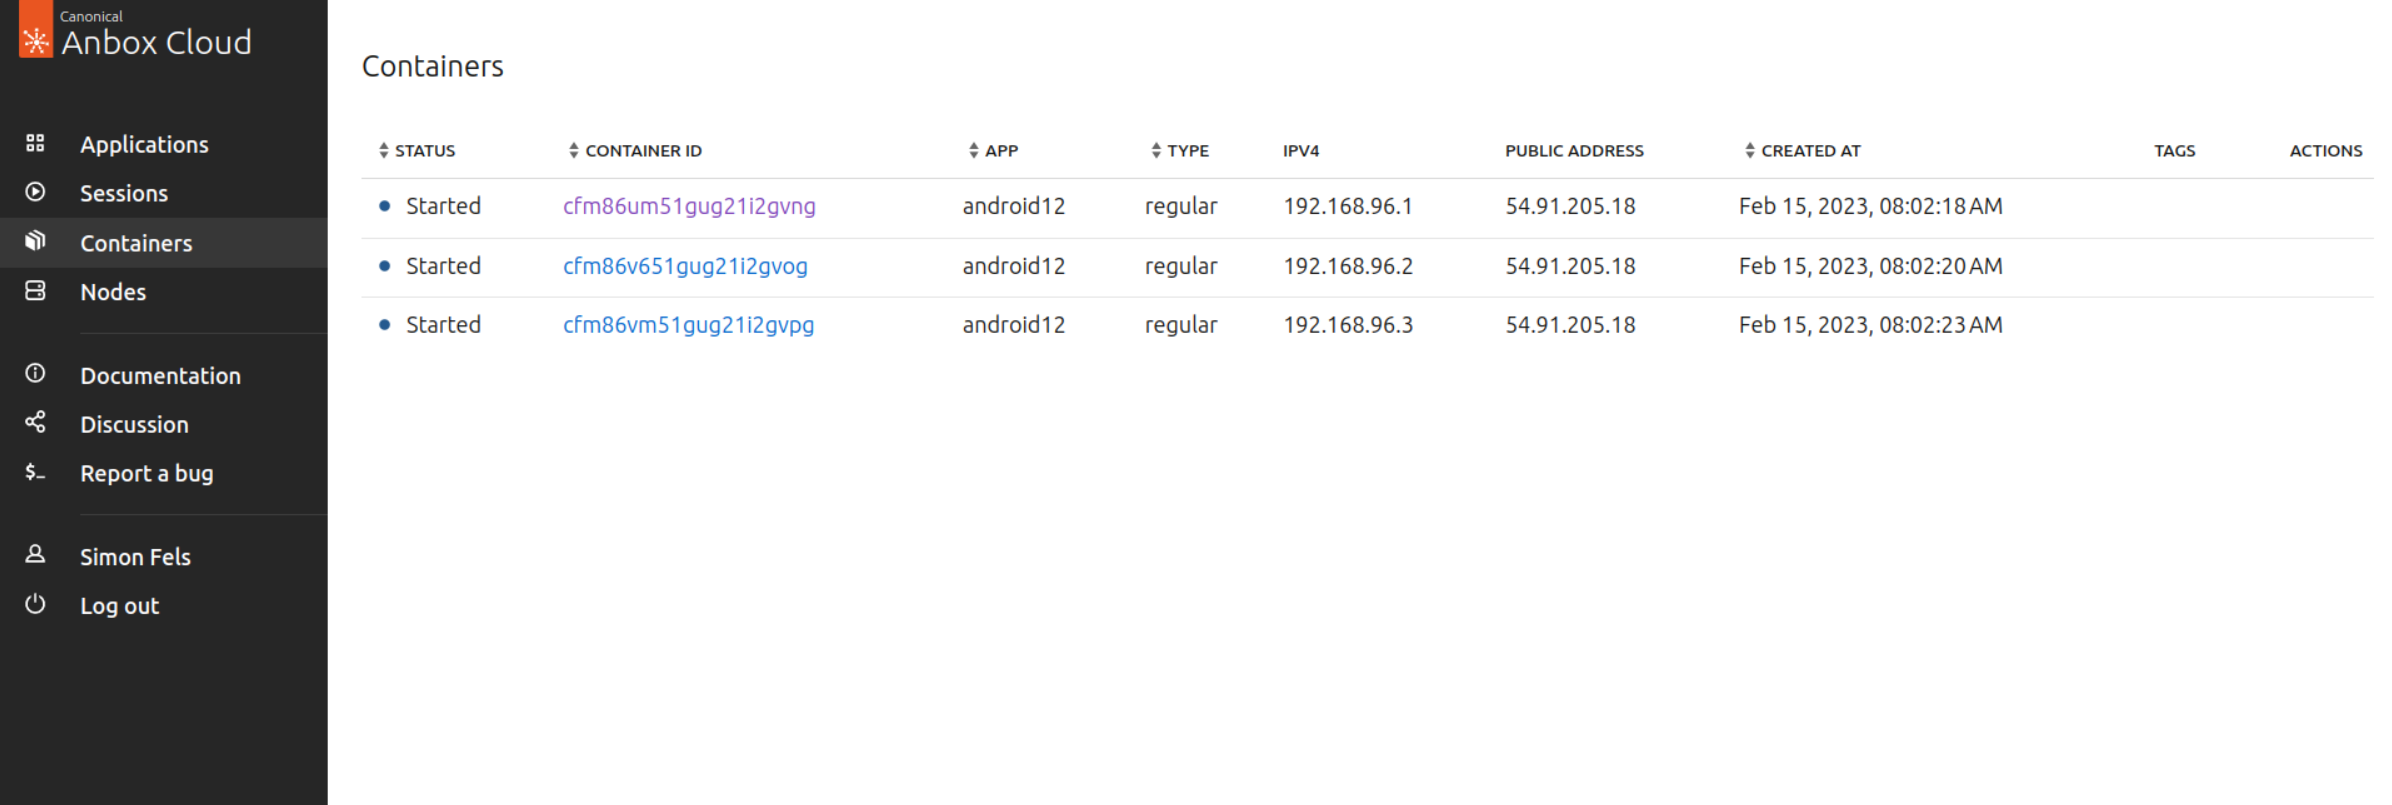 Canonical
Anbox Cloud
Applications
Sessions
Containers
Nodes
Documentation
Discussion
$_ Report a bug
Simon Fels
Log out
Containers
STATUS CONTAINER ID APP TYPE IPV4 PUBLIC ADDRESS CREATED AT TAGS ACTIONS
Started cfm86um51gug21i2gvng android12 regular 192.168.96.1 54.91.205.18 Feb 15, 2023, 08:02:18 AM
Started cfm86v651gug21i2gvog android12 regular 192.168.96.2 54.91.205.18 Feb 15, 2023, 08:02:20 AM
Started cfm86vm51gug21i2gvpg android12 regular 192.168.96.3 54.91.205.18 Feb 15, 2023, 08:02:23 AM